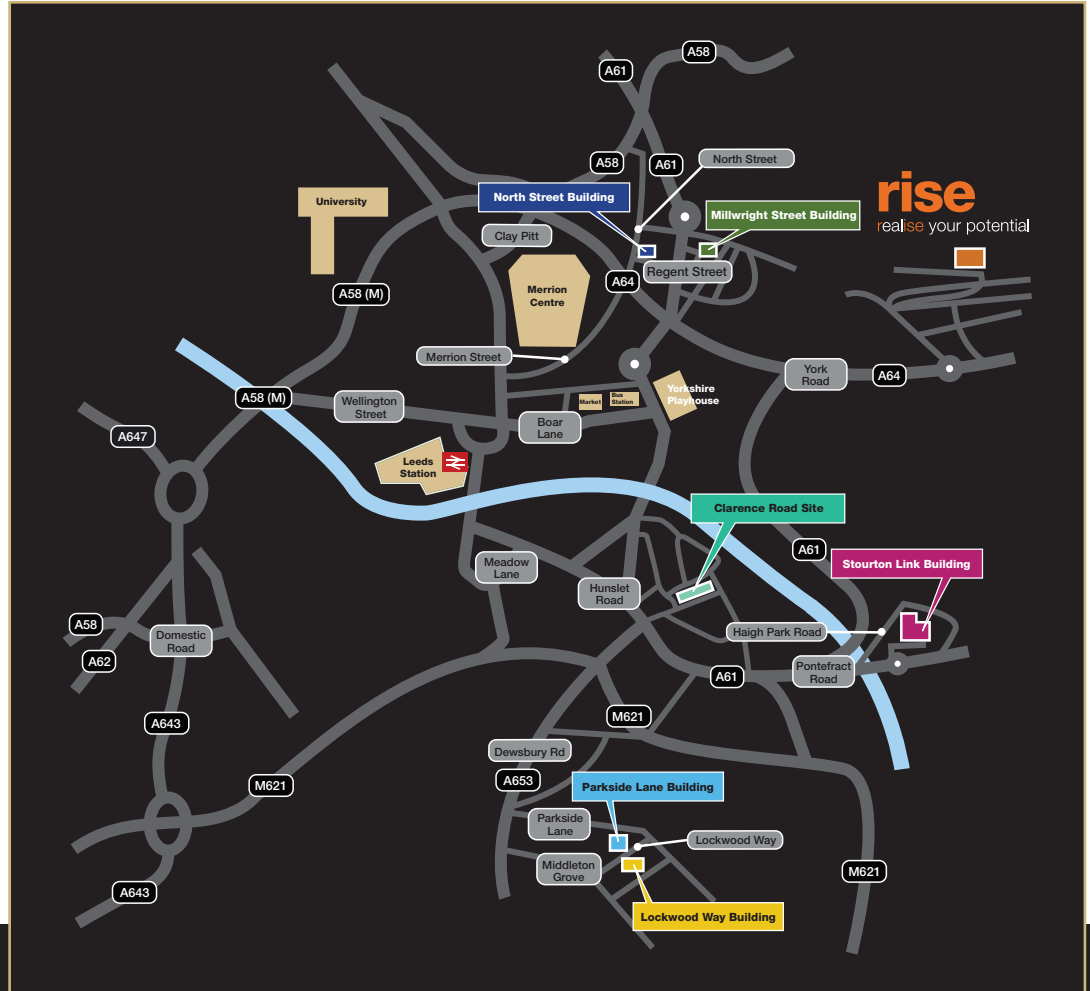 A58
A61
A58
A61
North Street
rise
realise your potential
North Street Building
Millwright Street Building
University
Clay Pitt
Regent Street
A64
A58 (M)
Merrion
Centre
Merrion Street
York
Road
A64
A58 (M)
Wellington
Street
Market
Bus
Station
Yorkshire
Playhouse
Boar
Lane
A647
Leeds
Station
Clarence Road Site
A61
Stourton Link Building
Meadow
Lane
Hunslet
Road
A58
Domestic
Road
A62
Haigh Park Road
Pontefract
Road
A61
A643
M621
Dewsbury Rd
M621
A653
Parkside Lane Building
Parkside
Lane
Lockwood Way
Middleton
Grove
M621
A643
Lockwood Way Building